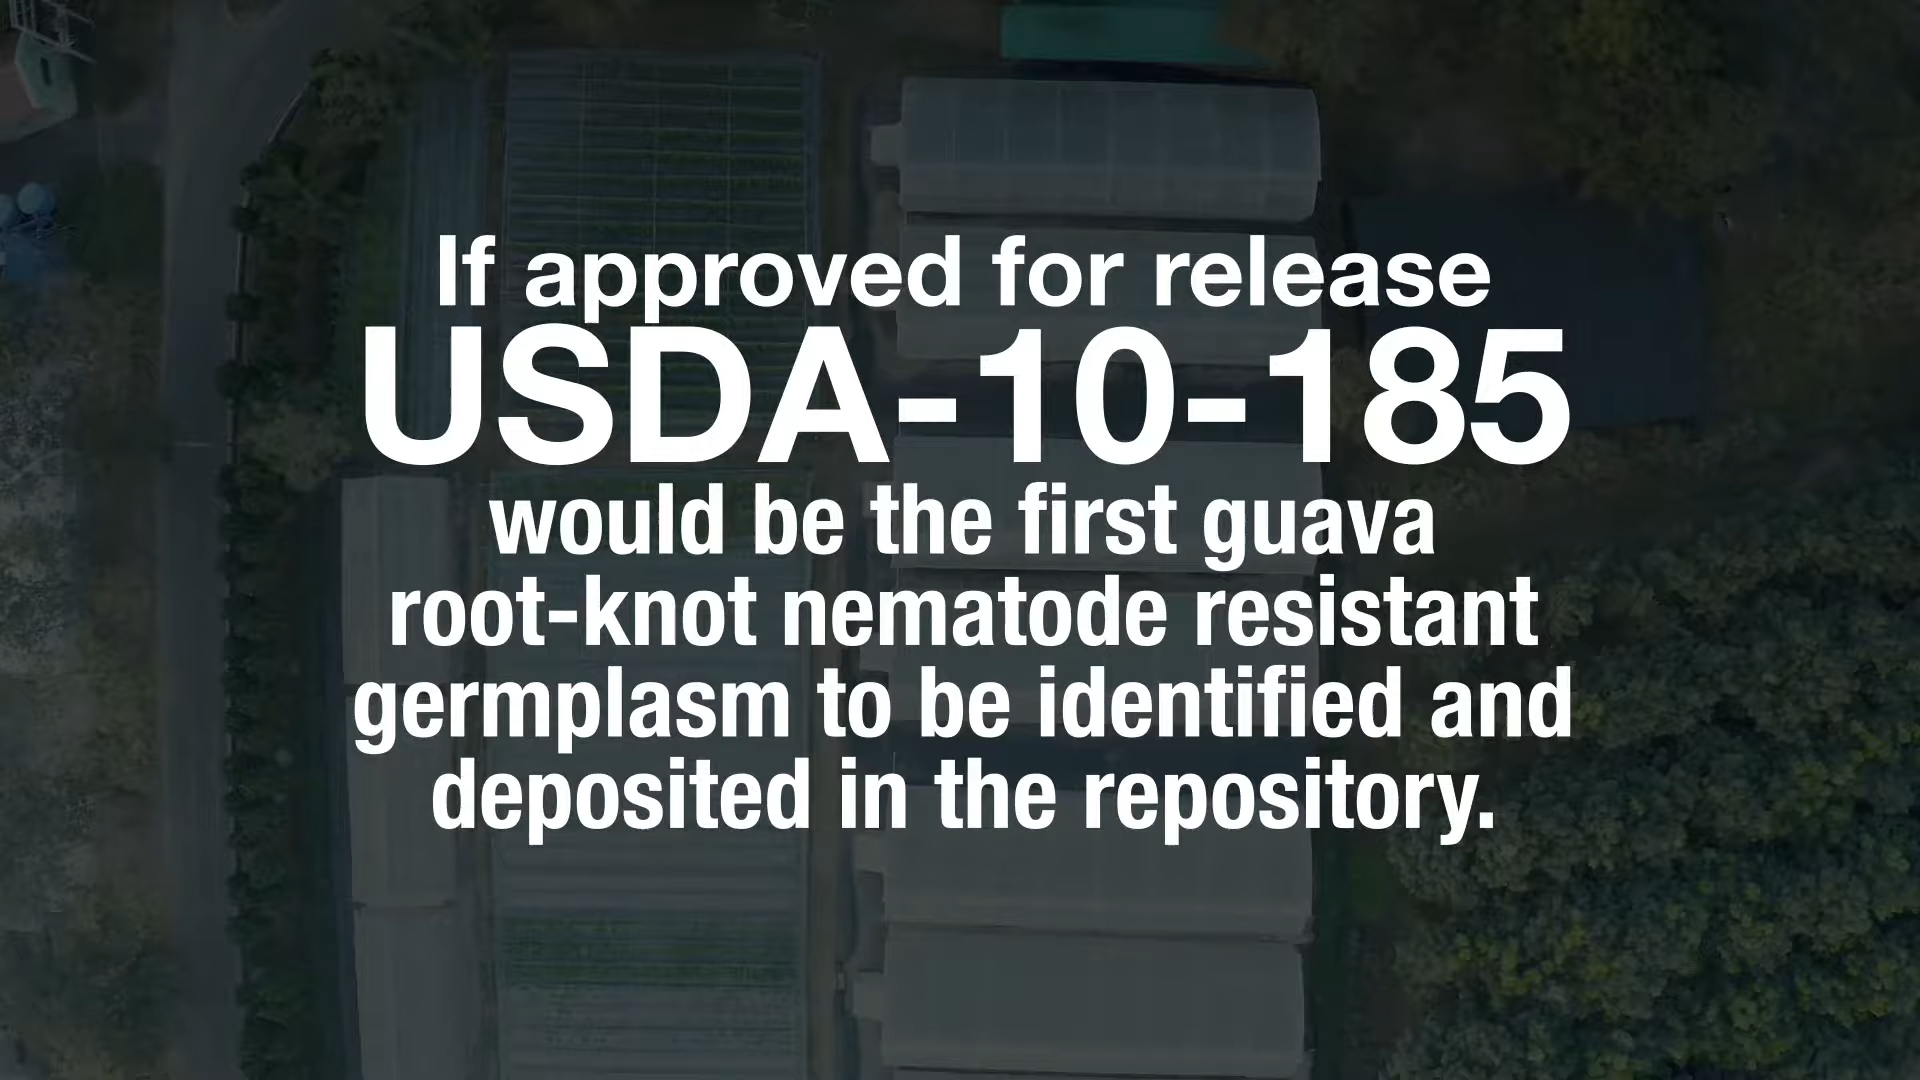 If approved for release
USDA-10-185
would be the first guava
root-knot nematode resistant
germplasm to be identified and
deposited in the repository.